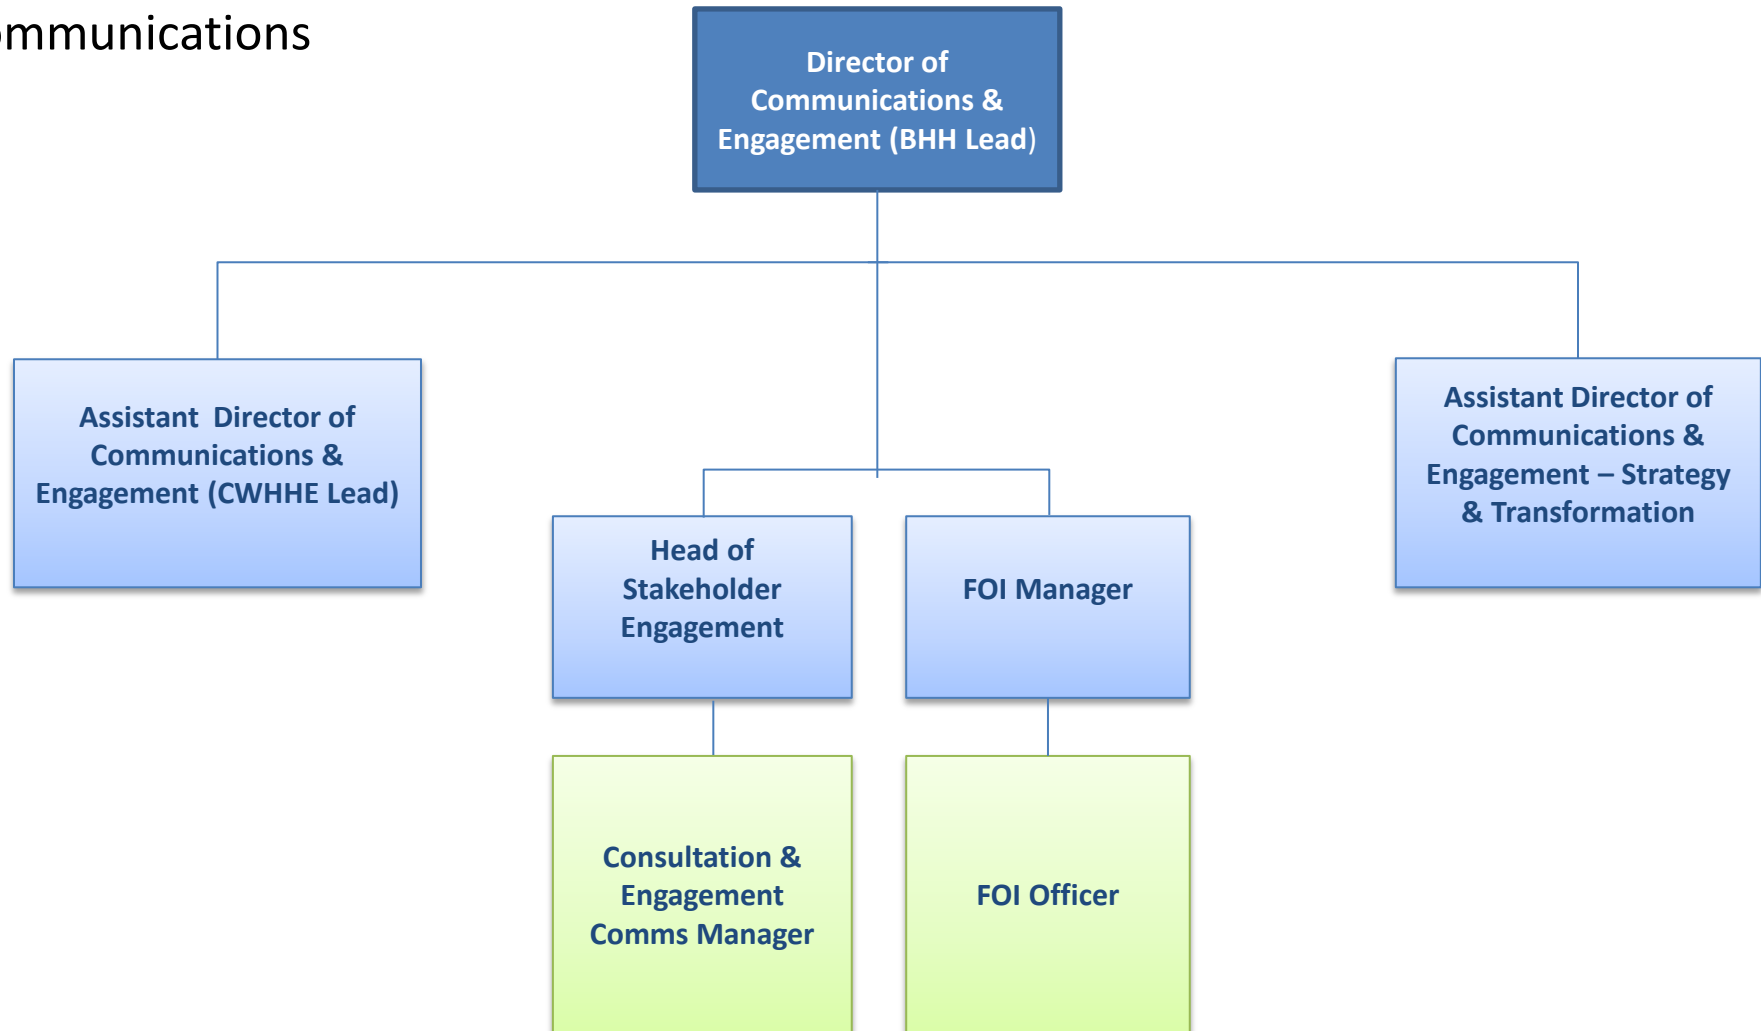 ommunications
Director of
Communications &
Engagement (BHH Lead)
Assistant  Director of
Communications &
Engagement (CWHHE Lead)
Assistant Director of
Communications &
Engagement – Strategy
& Transformation
Head of
Stakeholder
Engagement
FOI Manager
Consultation &
Engagement
Comms Manager
FOI Officer